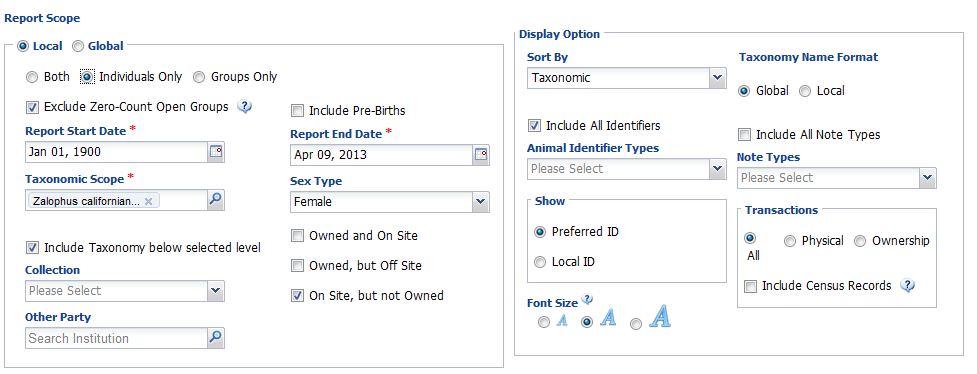 Report Scope
Local Global
Both Individuals Only Groups Only
Exclude Zero-Count Open Groups ?
Include Pre-Births
Report Start Date *
Jan 01, 1900
Report End Date *
Apr 09, 2013
Taxonomic Scope *
Zalophus californian... ×
Sex Type
Female
Include Taxonomy below selected level
Owned and On Site
Owned, but Off Site
On Site, but not Owned
Collection
Please Select
Other Party
Search Institution
Display Option
Sort By
Taxonomic
Taxonomy Name Format
Global Local
Include All Identifiers
Include All Note Types
Animal Identifier Types
Please Select
Note Types
Please Select
Show
Preferred ID
Local ID
Transactions
All Physical Ownership
Include Census Records ?
Font Size ?
A A A